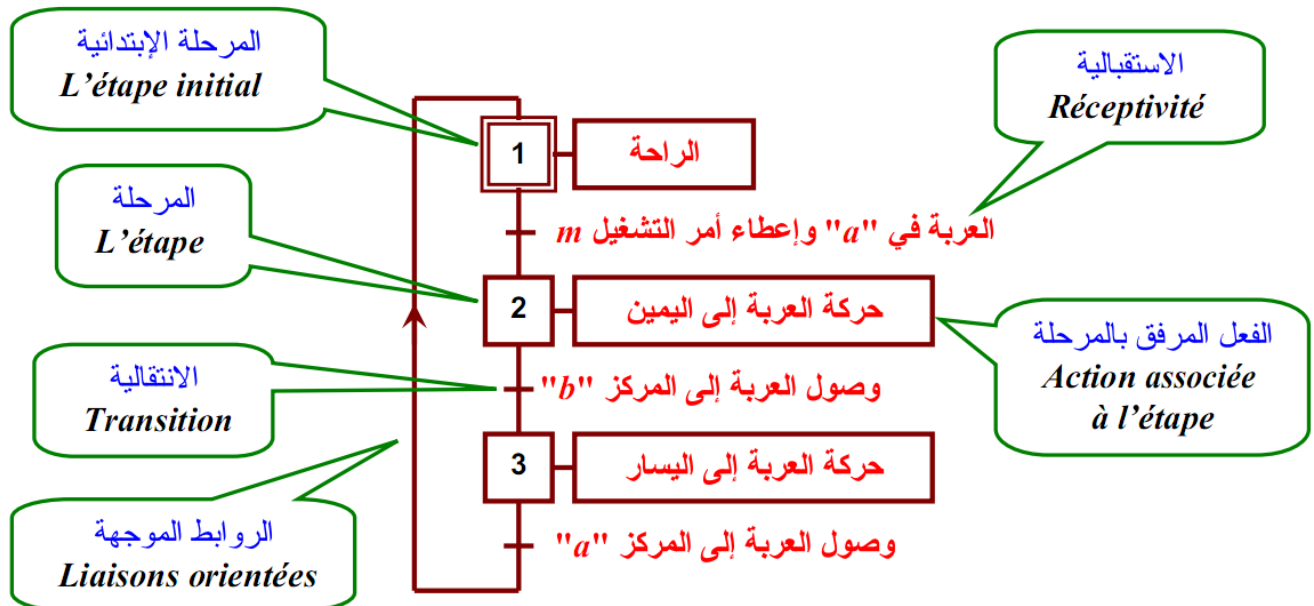 المرحلة الإبتدائية
L'étape initial
الاستقبالية
Réceptivité
1
الراحة
العربة في "a" وإعطاء أمر التشغيل m
المرحلة
L'étape
2
حركة العربة إلى اليمين
الفعل المرفق بالمرحلة
Action associée
à l'étape
الانتقالية
Transition
وصول العربة إلى المركز "b"
3
حركة العربة إلى اليسار
الروابط الموجهة
Liaisons orientées
وصول العربة إلى المركز "a"